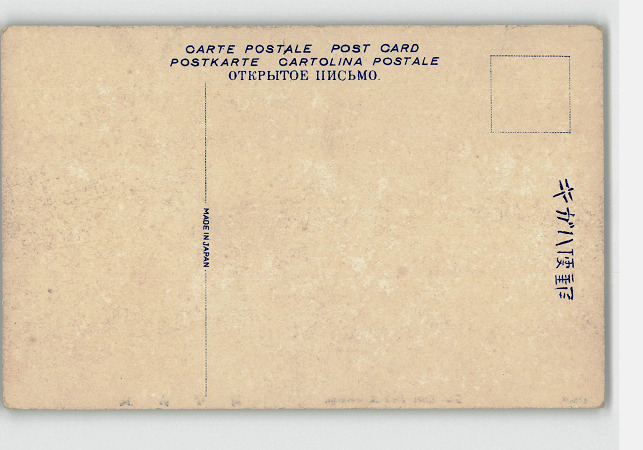 CARTE POSTALE POST CARD
POSTKARTE CARTOLINA POSTALE
ОТКРЫТОЕ ПИСЬМО.
MADE IN JAPAN
郵便ハガキ